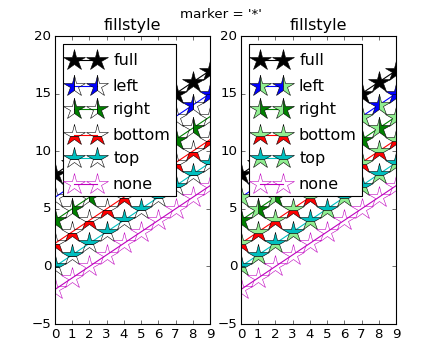 marker = '*'
fillstyle
20
15
10
5
0
−5
full
left
right
bottom
top
none
0 1 2 3 4 5 6 7 8 9
fillstyle
20
15
10
5
0
−5
full
left
right
bottom
top
none
0 1 2 3 4 5 6 7 8 9